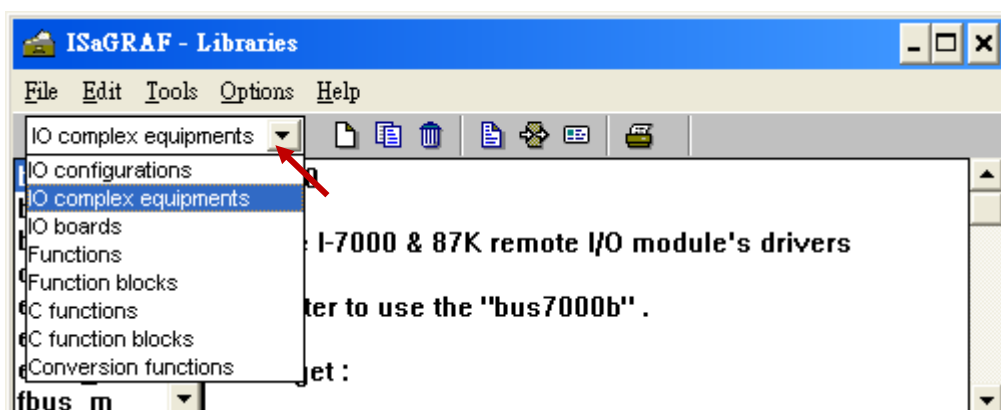 ISaGRAF - Libraries
File Edit Tools Options Help
IO complex equipments
IO configurations
IO complex equipments
IO boards
I-7000 & 87K remote I/O module's drivers
Functions
Function blocks
C functions
ter to use the "bus7000b" .
C function blocks
Conversion functions
get :
fbus_m